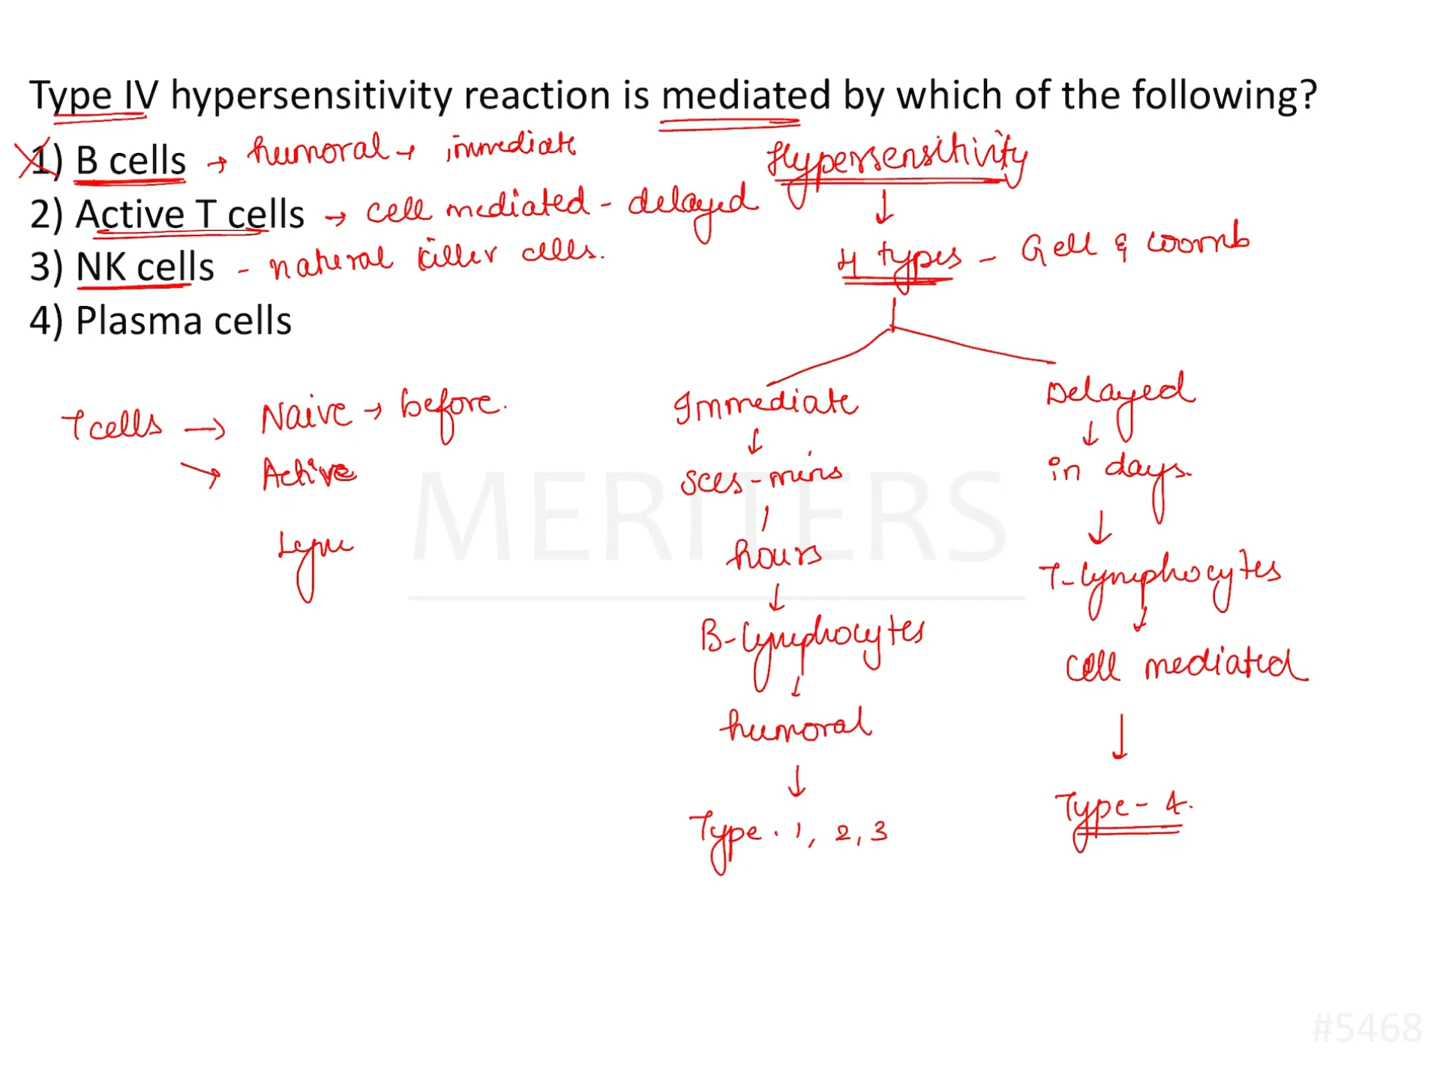 Type IV hypersensitivity reaction is mediated by which of the following?
1) B cells → humoral → immediate
2) Active T cells → cell mediated - delayed
3) NK cells - natural killer cells.
4) Plasma cells
Hypersensitivity
4 types - Gell & Coomb
T cells → Naive → before.
→ Active
Lym
Immediate
secs - mins
hours
B-lymphocytes
humoral
Type . 1, 2, 3
Delayed
in days.
T-lymphocytes
cell mediated
Type - 4.
MERITERS
#5468